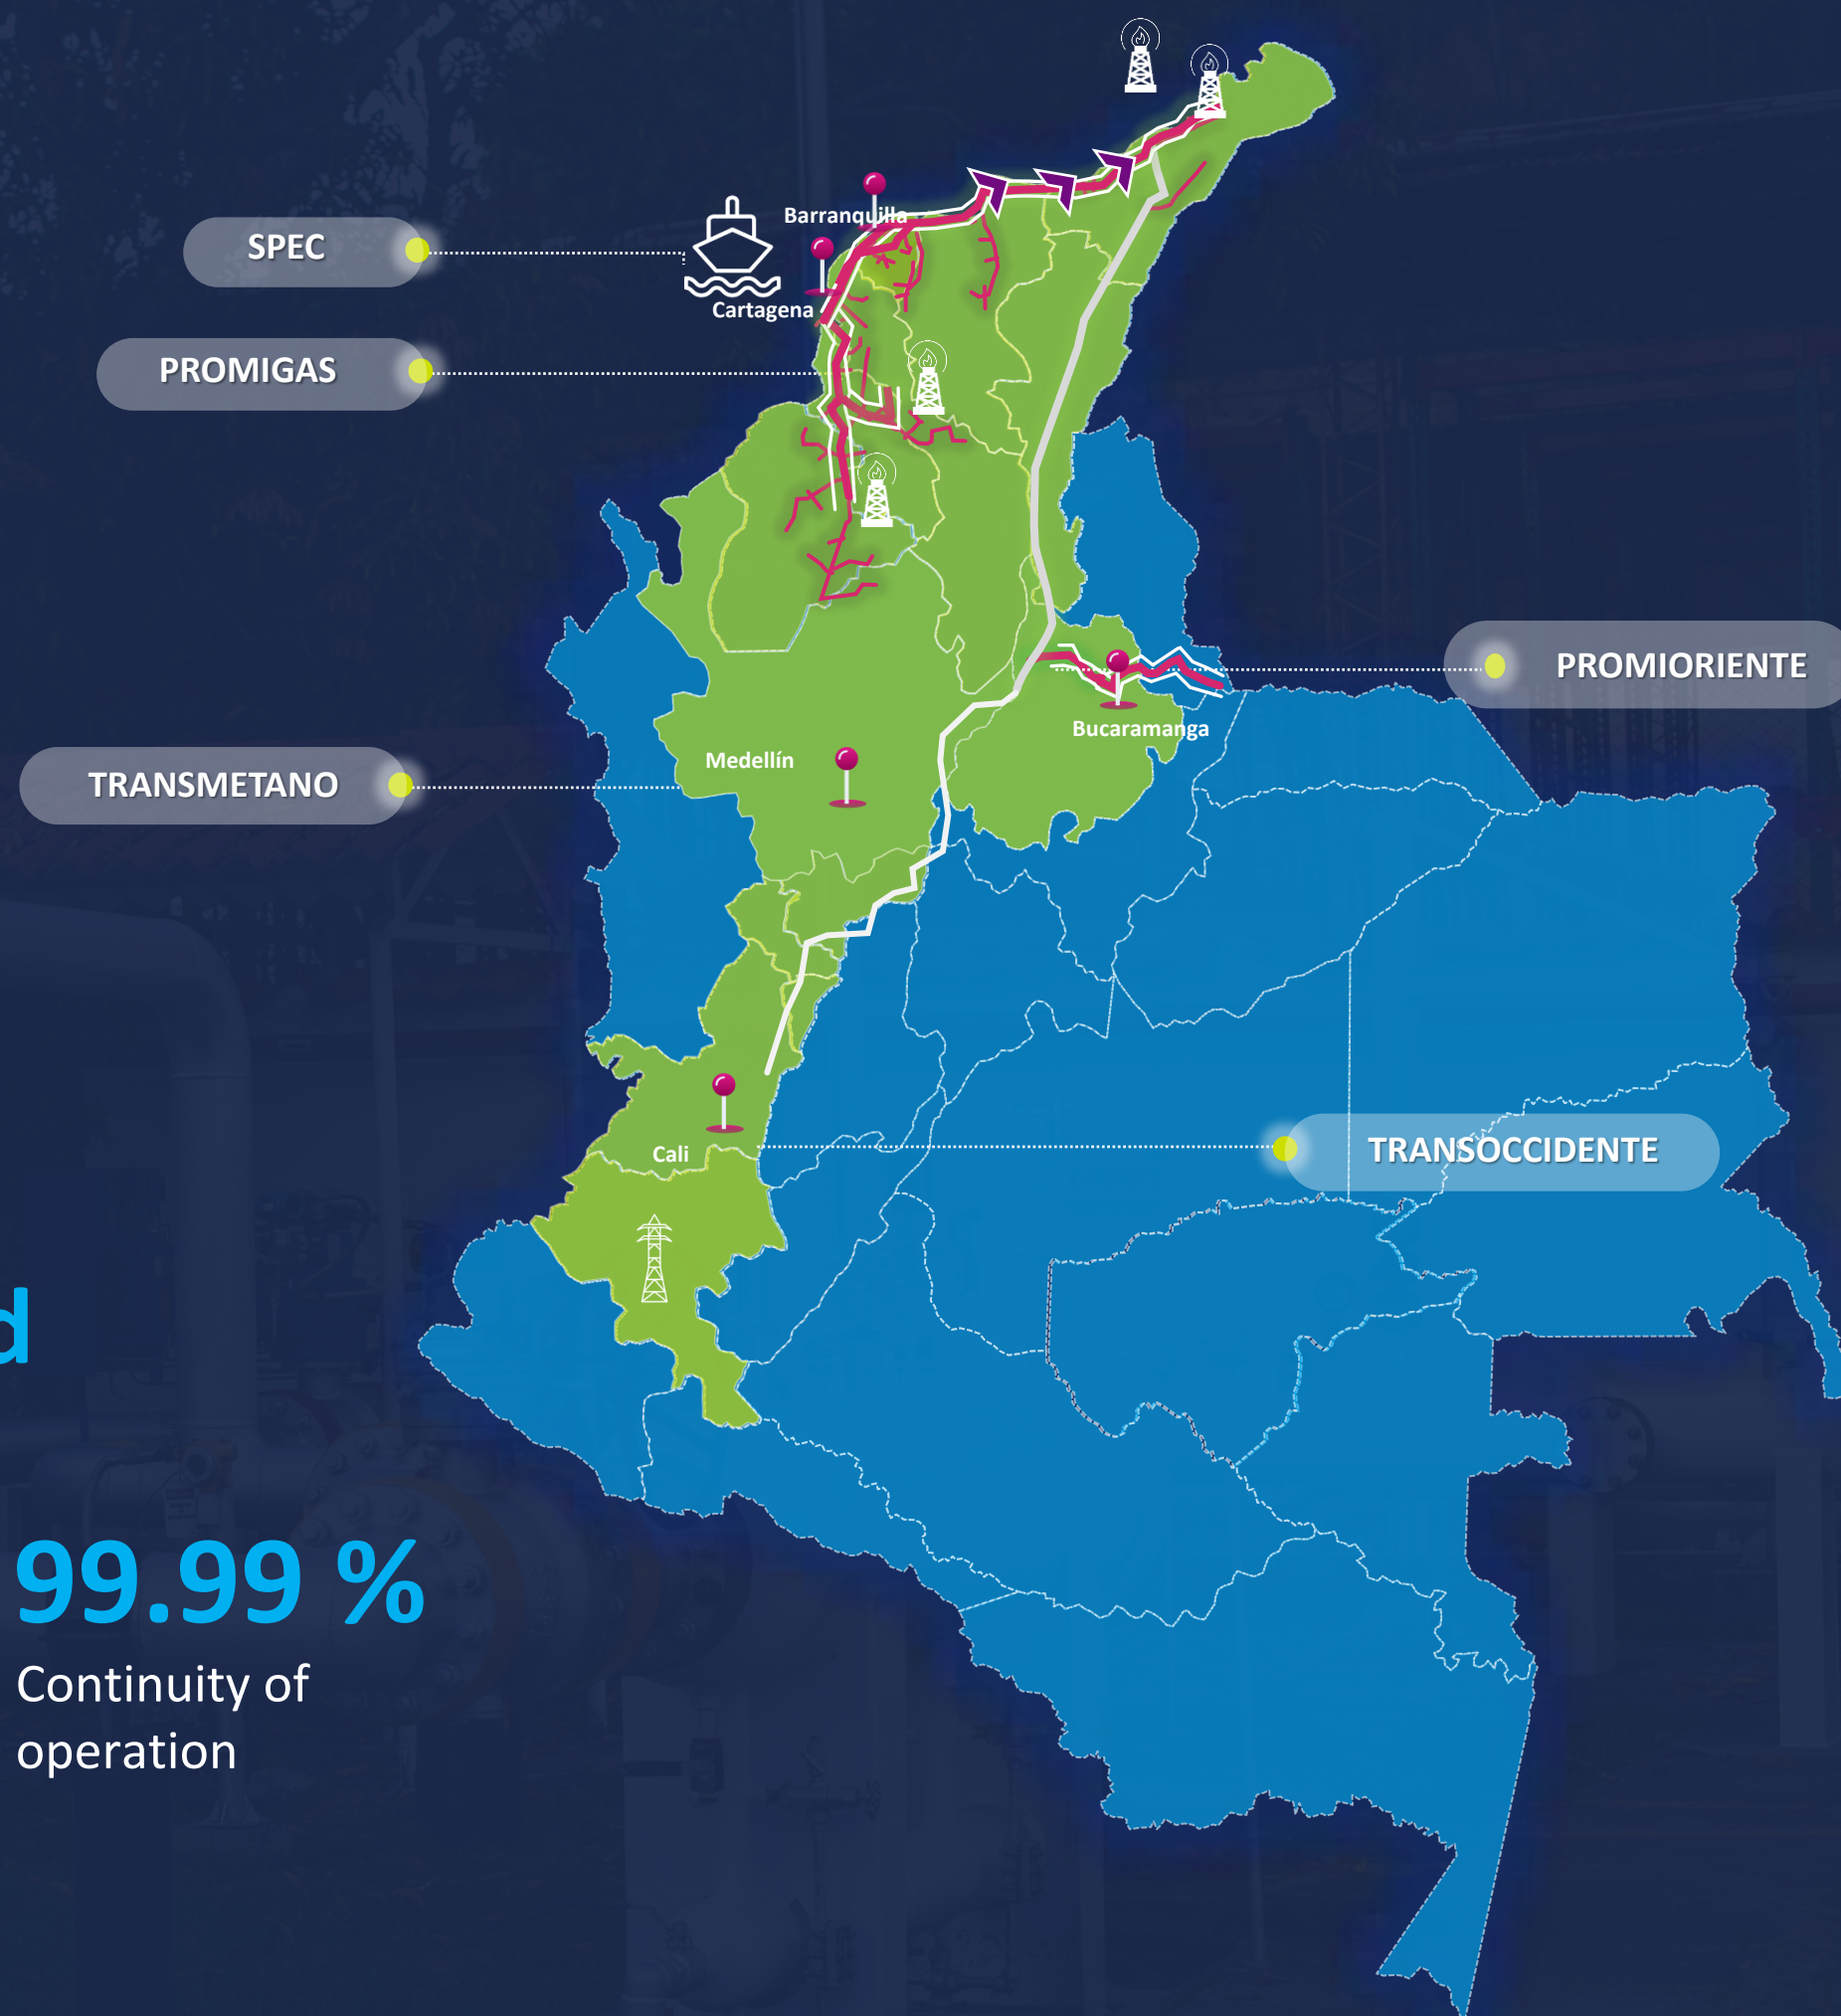 Barranquilla
SPEC
Cartagena
PROMIGAS
PROMIORIENTE
Bucaramanga
Medellín
TRANSMETANO
TRANSOCCIDENTE
Cali
d
99.99 %
Continuity of
operation